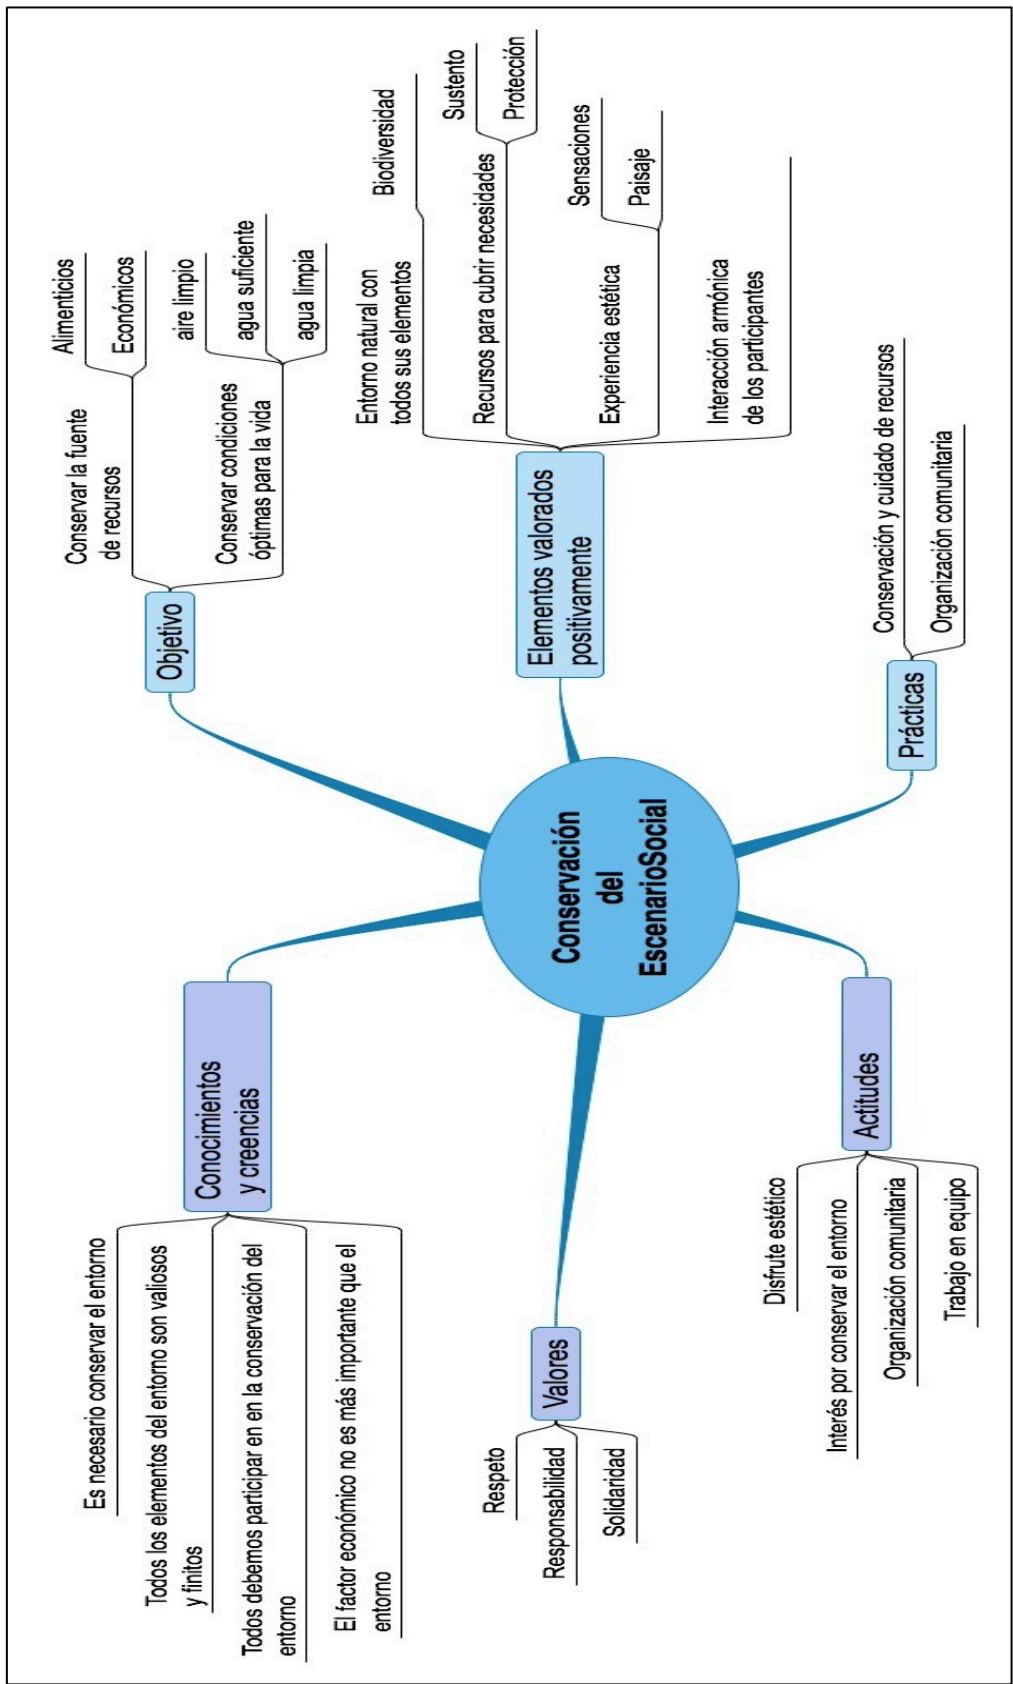 Conservación
del
EscenarioSocial
Conocimientos
y creencias
Es necesario conservar el entorno
Todos los elementos del entorno son valiosos
y finitos
Todos debemos participar en en la conservación del
entorno
El factor económico no es más importante que el
entorno
Valores
Respeto
Responsabilidad
Solidaridad
Actitudes
Disfrute estético
Interés por conservar el entorno
Organización comunitaria
Trabajo en equipo
Objetivo
Conservar la fuente
de recursos
Alimenticios
Económicos
Conservar condiciones
óptimas para la vida
aire limpio
agua suficiente
agua limpia
Elementos valorados
positivamente
Entorno natural con
todos sus elementos
Biodiversidad
Recursos para cubrir necesidades
Sustento
Protección
Experiencia estética
Sensaciones
Paisaje
Interacción armónica
de los participantes
Prácticas
Conservación y cuidado de recursos
Organización comunitaria